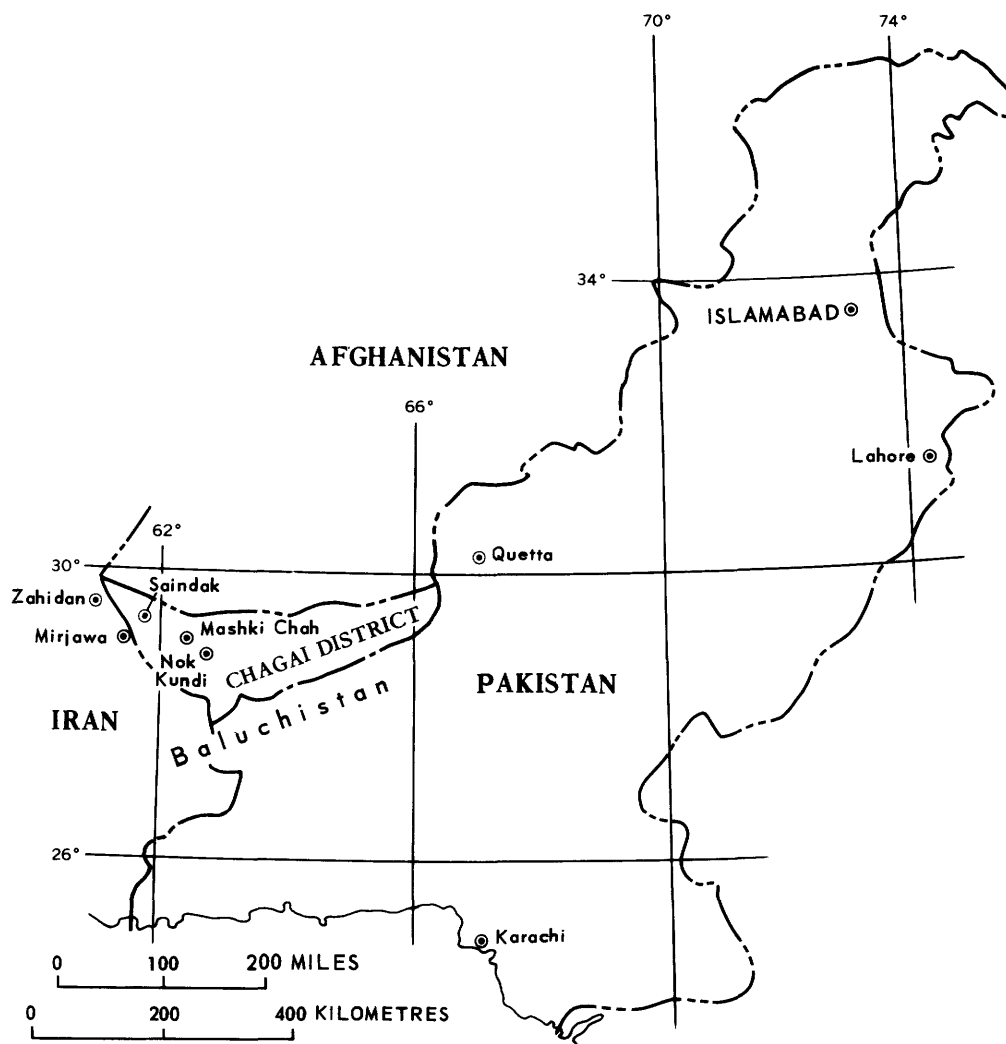 70°
74°
34°
ISLAMABAD
AFGHANISTAN
66°
Lahore
62°
30°
Quetta
Saindak
Zahidan
Mashki Chah
Mirjawa
Nok
Kundi
CHAGAI DISTRICT
PAKISTAN
IRAN
Baluchistan
26°
Karachi
0 100 200 MILES
0 200 400 KILOMETRES